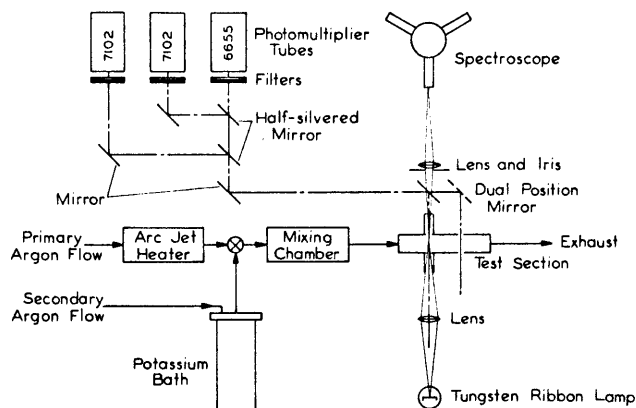 7102
7102
6655
Photomultiplier
Tubes
Filters
Spectroscope
Half-silvered
Mirror
Lens and Iris
Dual Position
Mirror
Mirror
Primary
Argon Flow
Arc Jet
Heater
Mixing
Chamber
Exhaust
Test Section
Secondary
Argon Flow
Lens
Potassium
Bath
Tungsten Ribbon Lamp